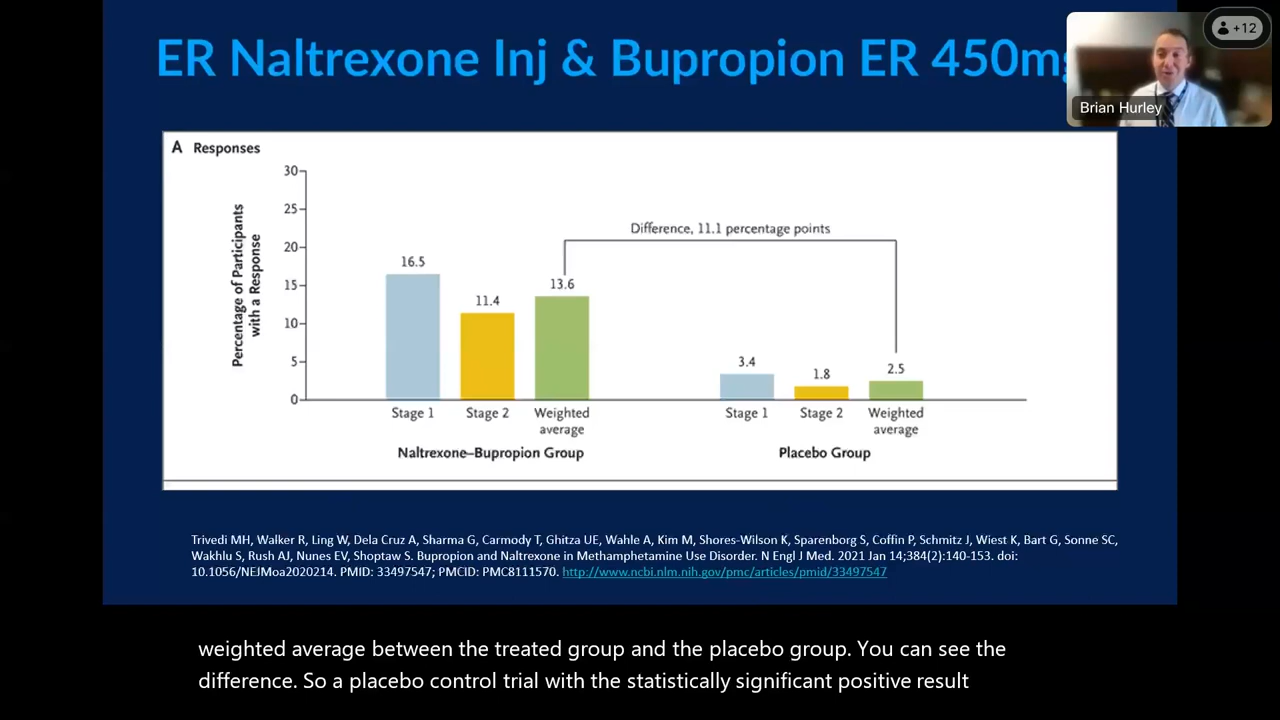 ER Naltrexone Inj & Bupropion ER 450mg
+12
Brian Hurley
A Responses
Percentage of Participants
with a Response
30
25
20
15
10
5
0
Difference, 11.1 percentage points
16.5
11.4
13.6
3.4
1.8
2.5
Stage 1
Stage 2
Weighted
average
Stage 1
Stage 2
Weighted
average
Naltrexone–Bupropion Group
Placebo Group
Trivedi MH, Walker R, Ling W, Dela Cruz A, Sharma G, Carmody T, Ghitza UE, Wahle A, Kim M, Shores-Wilson K, Sparenborg S, Coffin P, Schmitz J, Wiest K, Bart G, Sonne SC,
Wakhlu S, Rush AJ, Nunes EV, Shoptaw S. Bupropion and Naltrexone in Methamphetamine Use Disorder. N Engl J Med. 2021 Jan 14;384(2):140-153. doi:
10.1056/NEJMoa2020214. PMID: 33497547; PMCID: PMC8111570. http://www.ncbi.nlm.nih.gov/pmc/articles/pmid/33497547
weighted average between the treated group and the placebo group. You can see the
difference. So a placebo control trial with the statistically significant positive result